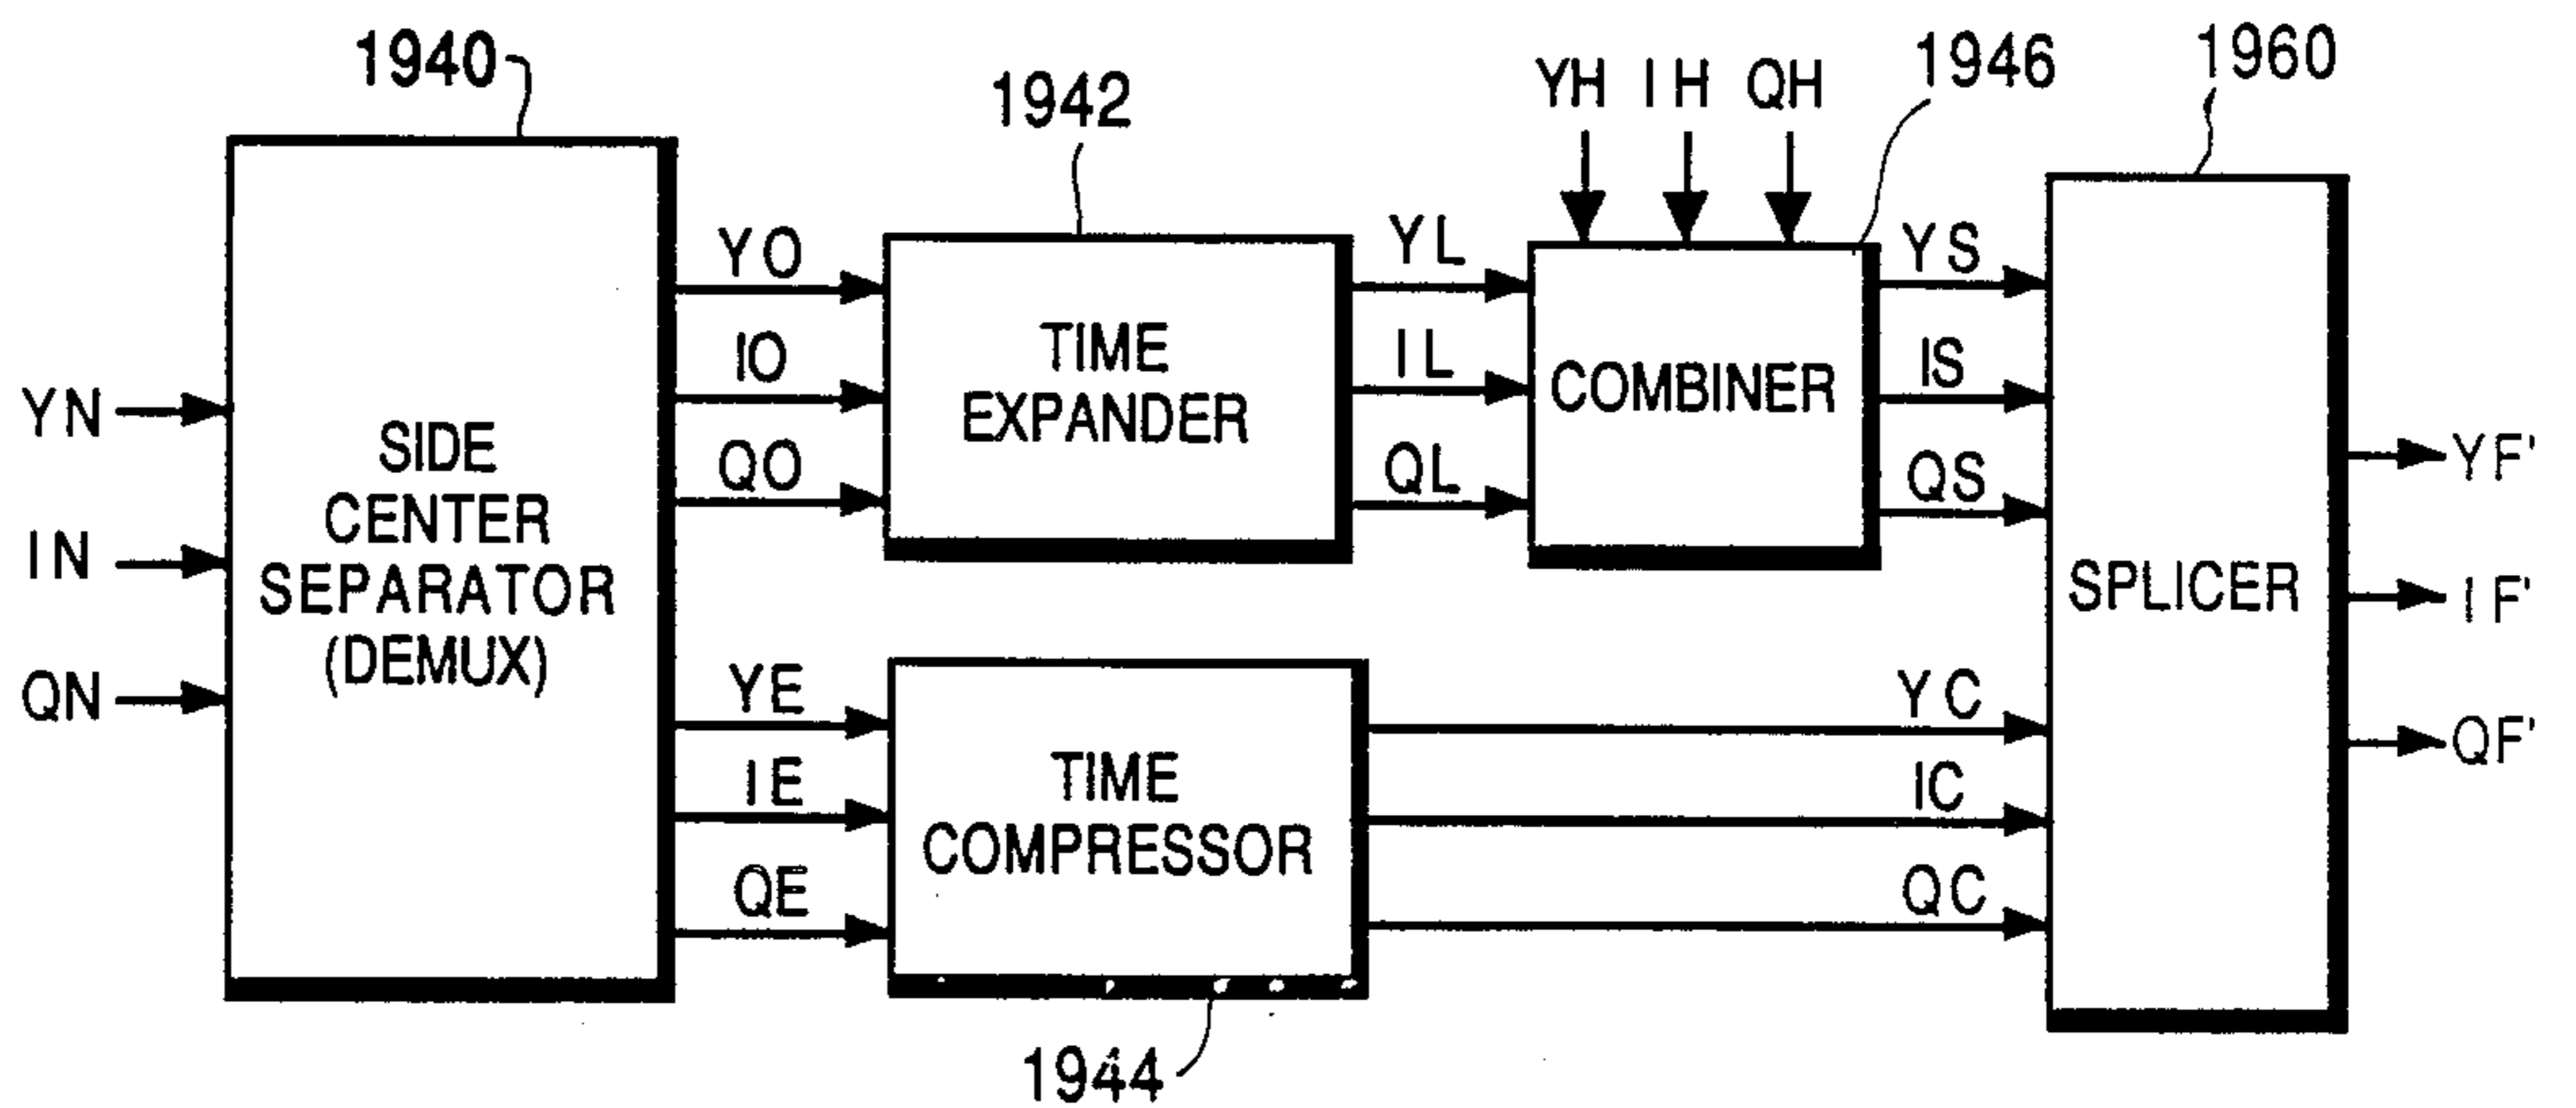 1940
1942
YH IH QH
1946
1960
YN
IN
QN
SIDE
CENTER
SEPARATOR
(DEMUX)
YO
IO
QO
YE
IE
QE
TIME
EXPANDER
TIME
COMPRESSOR
1944
YL
IL
QL
COMBINER
YS
IS
QS
YC
IC
QC
SPLICER
YF'
IF'
QF'